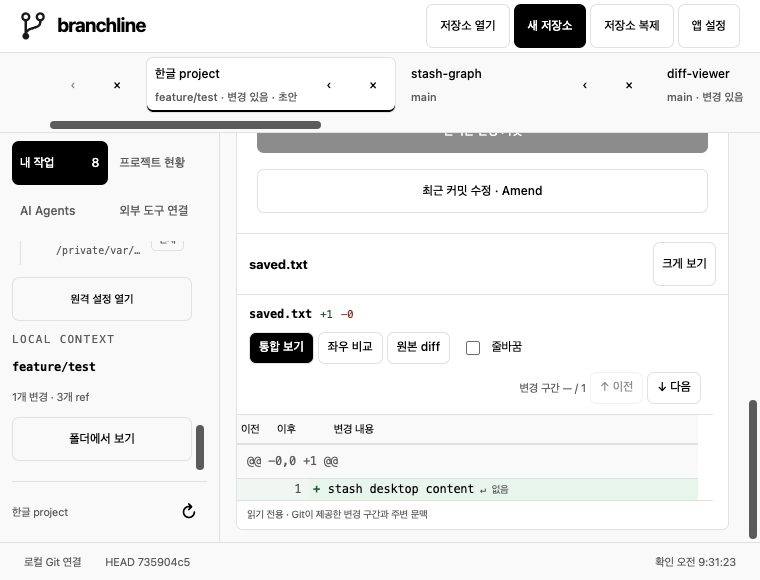 branchline
저장소 열기
새 저장소
저장소 복제
앱 설정
‹ ×
한글 project
feature/test · 변경 있음 · 초안
‹ ×
stash-graph
main
‹ ×
diff-viewer
main · 변경 있음
내 작업 8
프로젝트 현황
AI Agents
외부 도구 연결
/private/var/…
원격 설정 열기
LOCAL CONTEXT
feature/test
1개 변경 · 3개 ref
폴더에서 보기
한글 project
최근 커밋 수정 · Amend
saved.txt
크게 보기
saved.txt +1 −0
통합 보기
좌우 비교
원본 diff
줄바꿈
변경 구간 — / 1
↑ 이전
↓ 다음
이전 이후 변경 내용
@@ −0,0 +1 @@
1 + stash desktop content ↵ 없음
읽기 전용 · Git이 제공한 변경 구간과 주변 문맥
로컬 Git 연결
HEAD 735904c5
확인 오전 9:31:23